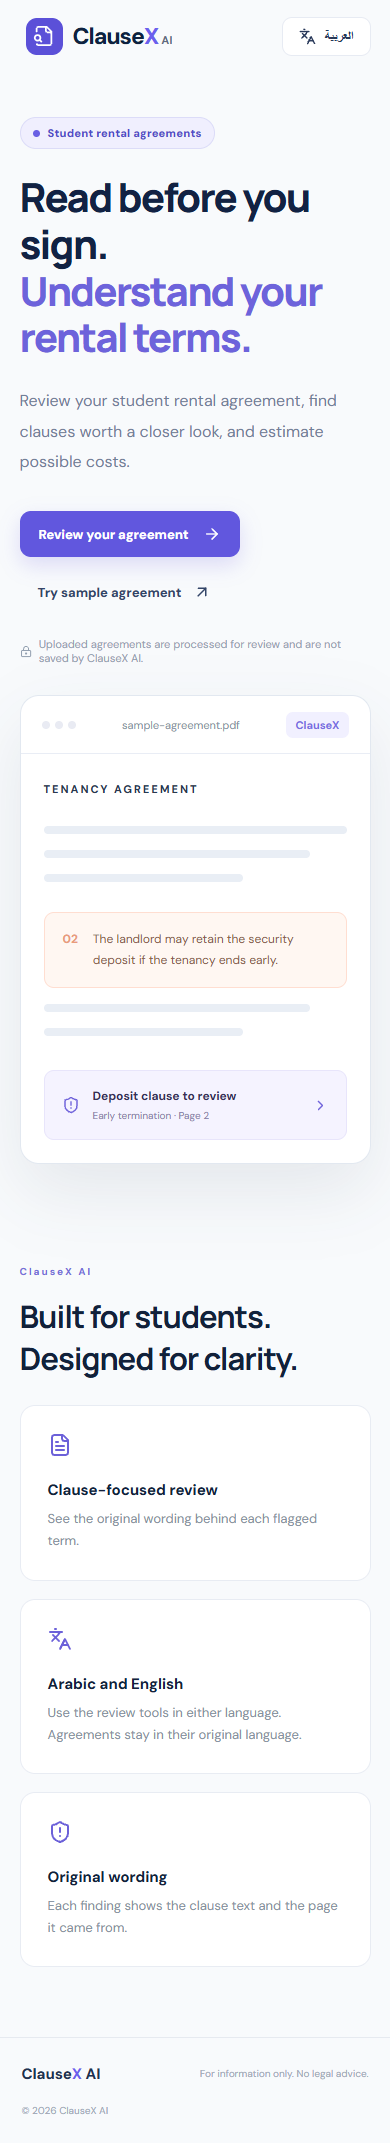 ClauseX AI
العربية
Student rental agreements
Read before you
sign.
Understand your
rental terms.
Review your student rental agreement, find
clauses worth a closer look, and estimate
possible costs.
Review your agreement
Try sample agreement
Uploaded agreements are processed for review and are not
saved by ClauseX AI.
sample-agreement.pdf
ClauseX
TENANCY AGREEMENT
02 The landlord may retain the security
deposit if the tenancy ends early.
Deposit clause to review
Early termination · Page 2
ClauseX AI
Built for students.
Designed for clarity.
Clause-focused review
See the original wording behind each flagged
term.
Arabic and English
Use the review tools in either language.
Agreements stay in their original language.
Original wording
Each finding shows the clause text and the page
it came from.
ClauseX AI
For information only. No legal advice.
© 2026 ClauseX AI